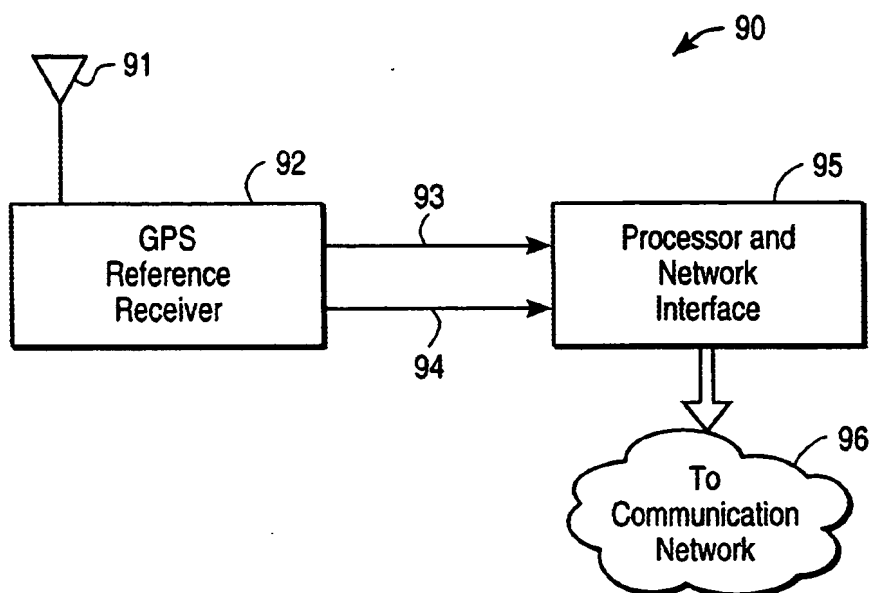 90
91
92
GPS
Reference
Receiver
93
94
95
Processor and
Network
Interface
96
To
Communication
Network